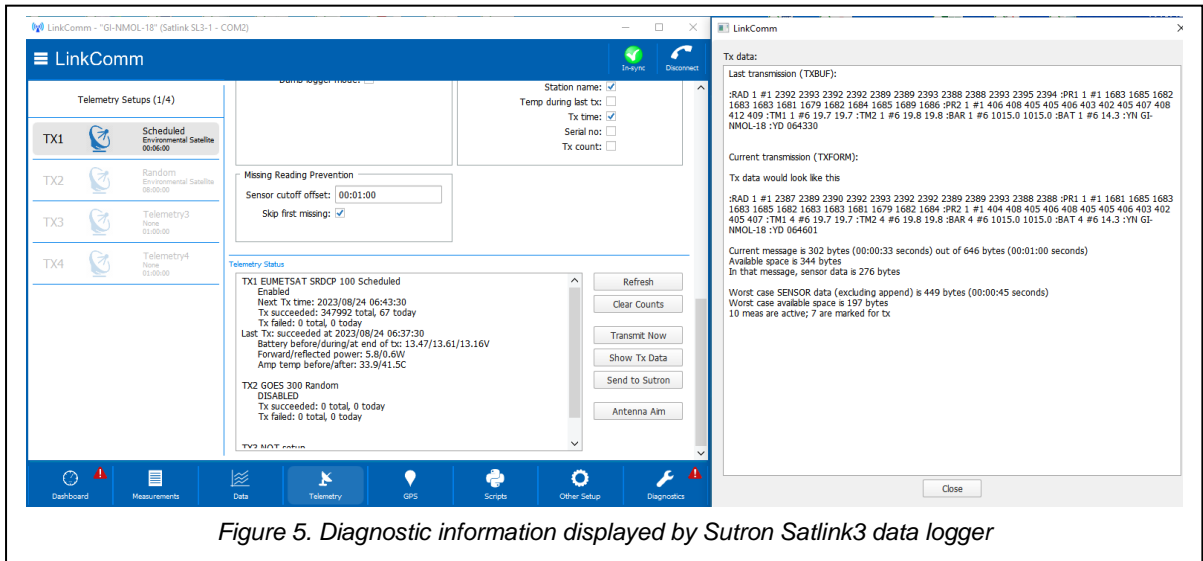 LinkComm - "GI-NMOL-18" (Satlink SL3-1 - COM2)
LinkComm
In-sync
Disconnect
Telemetry Setups (1/4)
TX1
Scheduled
Environmental Satellite
00:06:00
TX2
Random
Environmental Satellite
08:00:00
TX3
Telemetry3
None
01:00:00
TX4
Telemetry4
None
01:00:00
Dump logger mode:
Station name:
Temp during last tx:
Tx time:
Serial no:
Tx count:
Missing Reading Prevention
Sensor cutoff offset: 00:01:00
Skip first missing:
Telemetry Status
TX1 EUMETSAT SRDCP 100 Scheduled
Enabled
Next Tx time: 2023/08/24 06:43:30
Tx succeeded: 347992 total, 67 today
Tx failed: 0 total, 0 today
Last Tx: succeeded at 2023/08/24 06:37:30
Battery before/during/at end of tx: 13.47/13.61/13.16V
Forward/reflected power: 5.8/0.6W
Amp temp before/after: 33.9/41.5C
TX2 GOES 300 Random
DISABLED
Tx succeeded: 0 total, 0 today
Tx failed: 0 total, 0 today
TX3 NOT setup
Refresh
Clear Counts
Transmit Now
Show Tx Data
Send to Sutron
Antenna Aim
Dashboard
Measurements
Data
Telemetry
GPS
Scripts
Other Setup
Diagnostics
LinkComm
Tx data:
Last transmission (TXBUF):
:RAD 1 #1 2392 2393 2392 2392 2389 2389 2393 2388 2388 2393 2395 2394 :PR1 1 #1 1683 1685 1682
1683 1683 1681 1679 1682 1684 1685 1689 1686 :PR2 1 #1 406 408 405 405 406 403 402 405 407 408
412 409 :TM1 1 #6 19.7 19.7 :TM2 1 #6 19.8 19.8 :BAR 1 #6 1015.0 1015.0 :BAT 1 #6 14.3 :YN GI-
NMOL-18 :YD 064330
Current transmission (TXFORM):
Tx data would look like this
:RAD 1 #1 2387 2389 2390 2392 2393 2392 2392 2389 2389 2393 2388 2388 :PR1 1 #1 1681 1685 1683
1683 1685 1682 1683 1683 1681 1679 1682 1684 :PR2 1 #1 404 408 405 406 408 405 405 406 403 402
405 407 :TM1 4 #6 19.7 19.7 :TM2 4 #6 19.8 19.8 :BAR 4 #6 1015.0 1015.0 :BAT 4 #6 14.3 :YN GI-
NMOL-18 :YD 064601
Current message is 302 bytes (00:00:33 seconds) out of 646 bytes (00:01:00 seconds)
Available space is 344 bytes
In that message, sensor data is 276 bytes
Worst case SENSOR data (excluding append) is 449 bytes (00:00:45 seconds)
Worst case available space is 197 bytes
10 meas are active; 7 are marked for tx
Close
Figure 5. Diagnostic information displayed by Sutron Satlink3 data logger